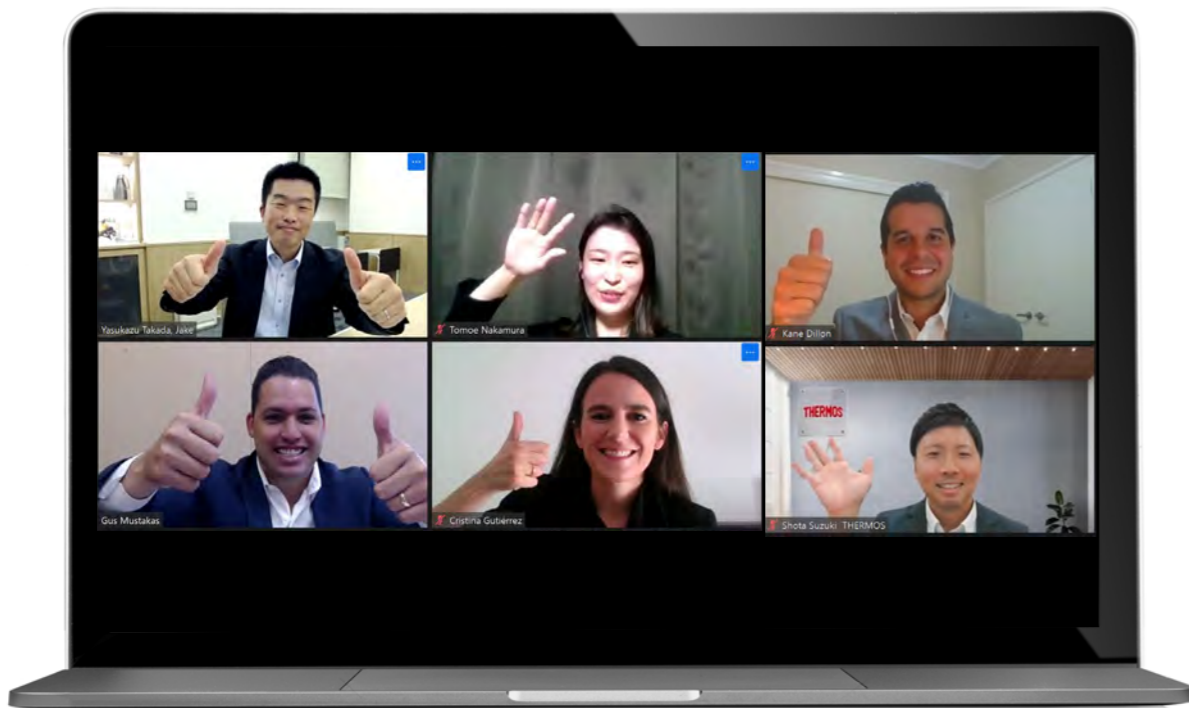 Yasukazu Takada, Jake
Tomoe Nakamura
Kane Dillon
Gus Mustakas
Cristina Gutiérrez
THERMOS
Shota Suzuki THERMOS